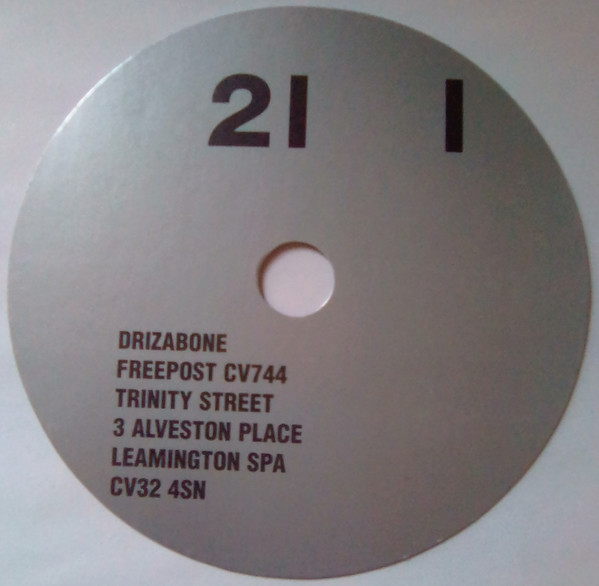 2I I
DRIZABONE
FREEPOST CV744
TRINITY STREET
3 ALVESTON PLACE
LEAMINGTON SPA
CV32 4SN